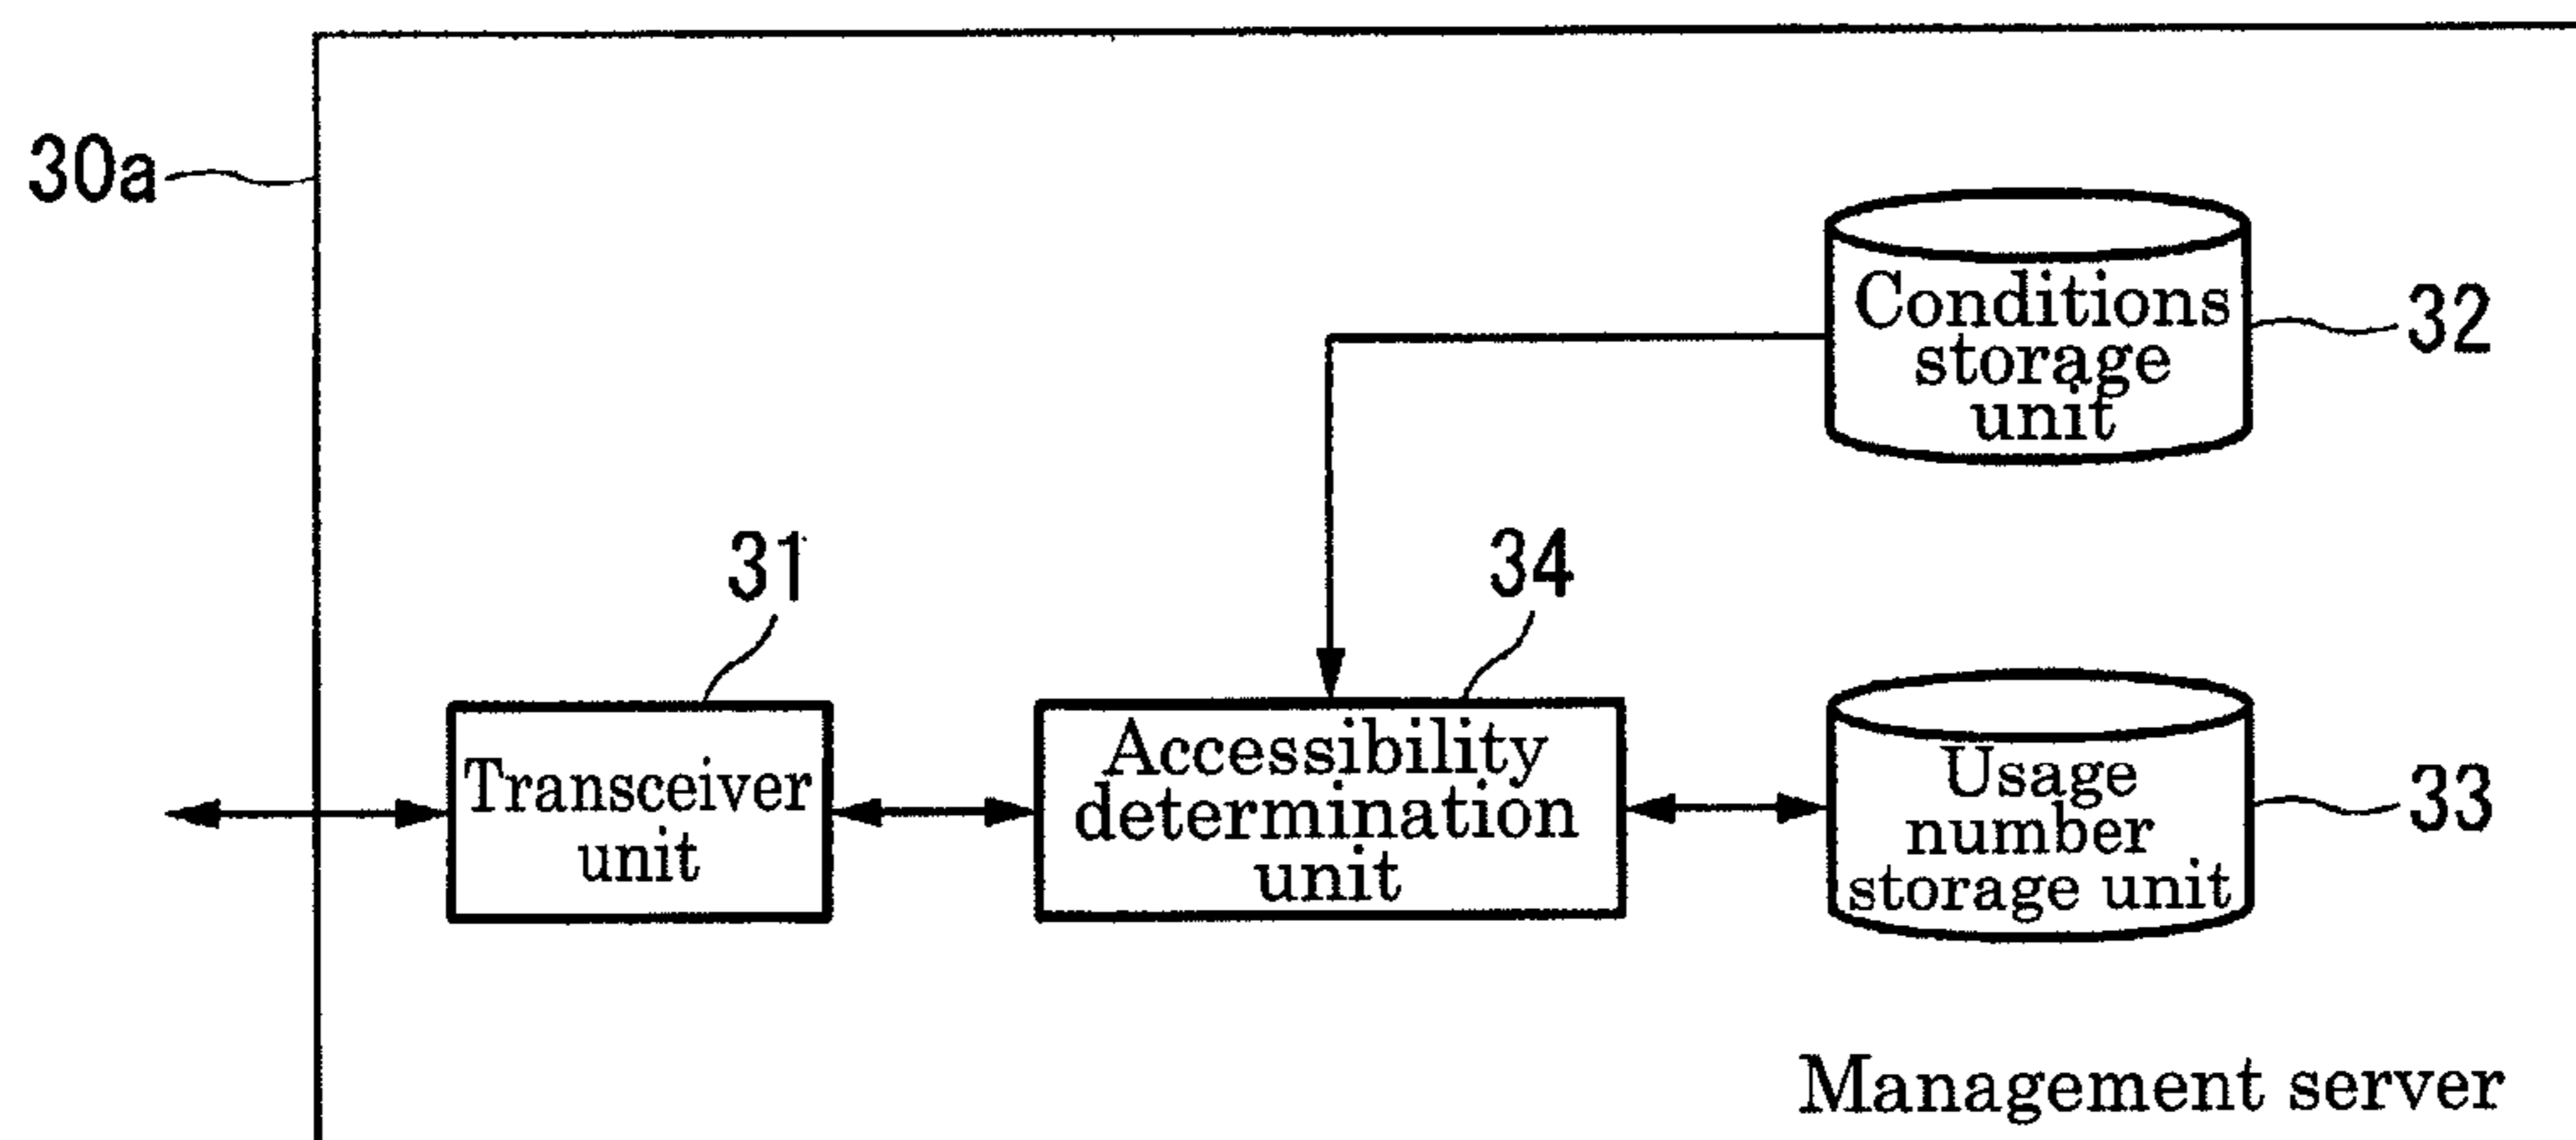 30a
Conditions
storage
unit
32
31
34
Transceiver
unit
Accessibility
determination
unit
Usage
number
storage unit
33
Management server